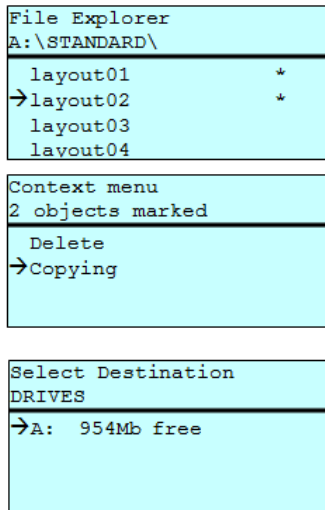 File Explorer
A:\STANDARD\
layout01 *
→layout02 *
layout03
layout04
Context menu
2 objects marked
Delete
→Copying
Select Destination
DRIVES
→A: 954Mb free